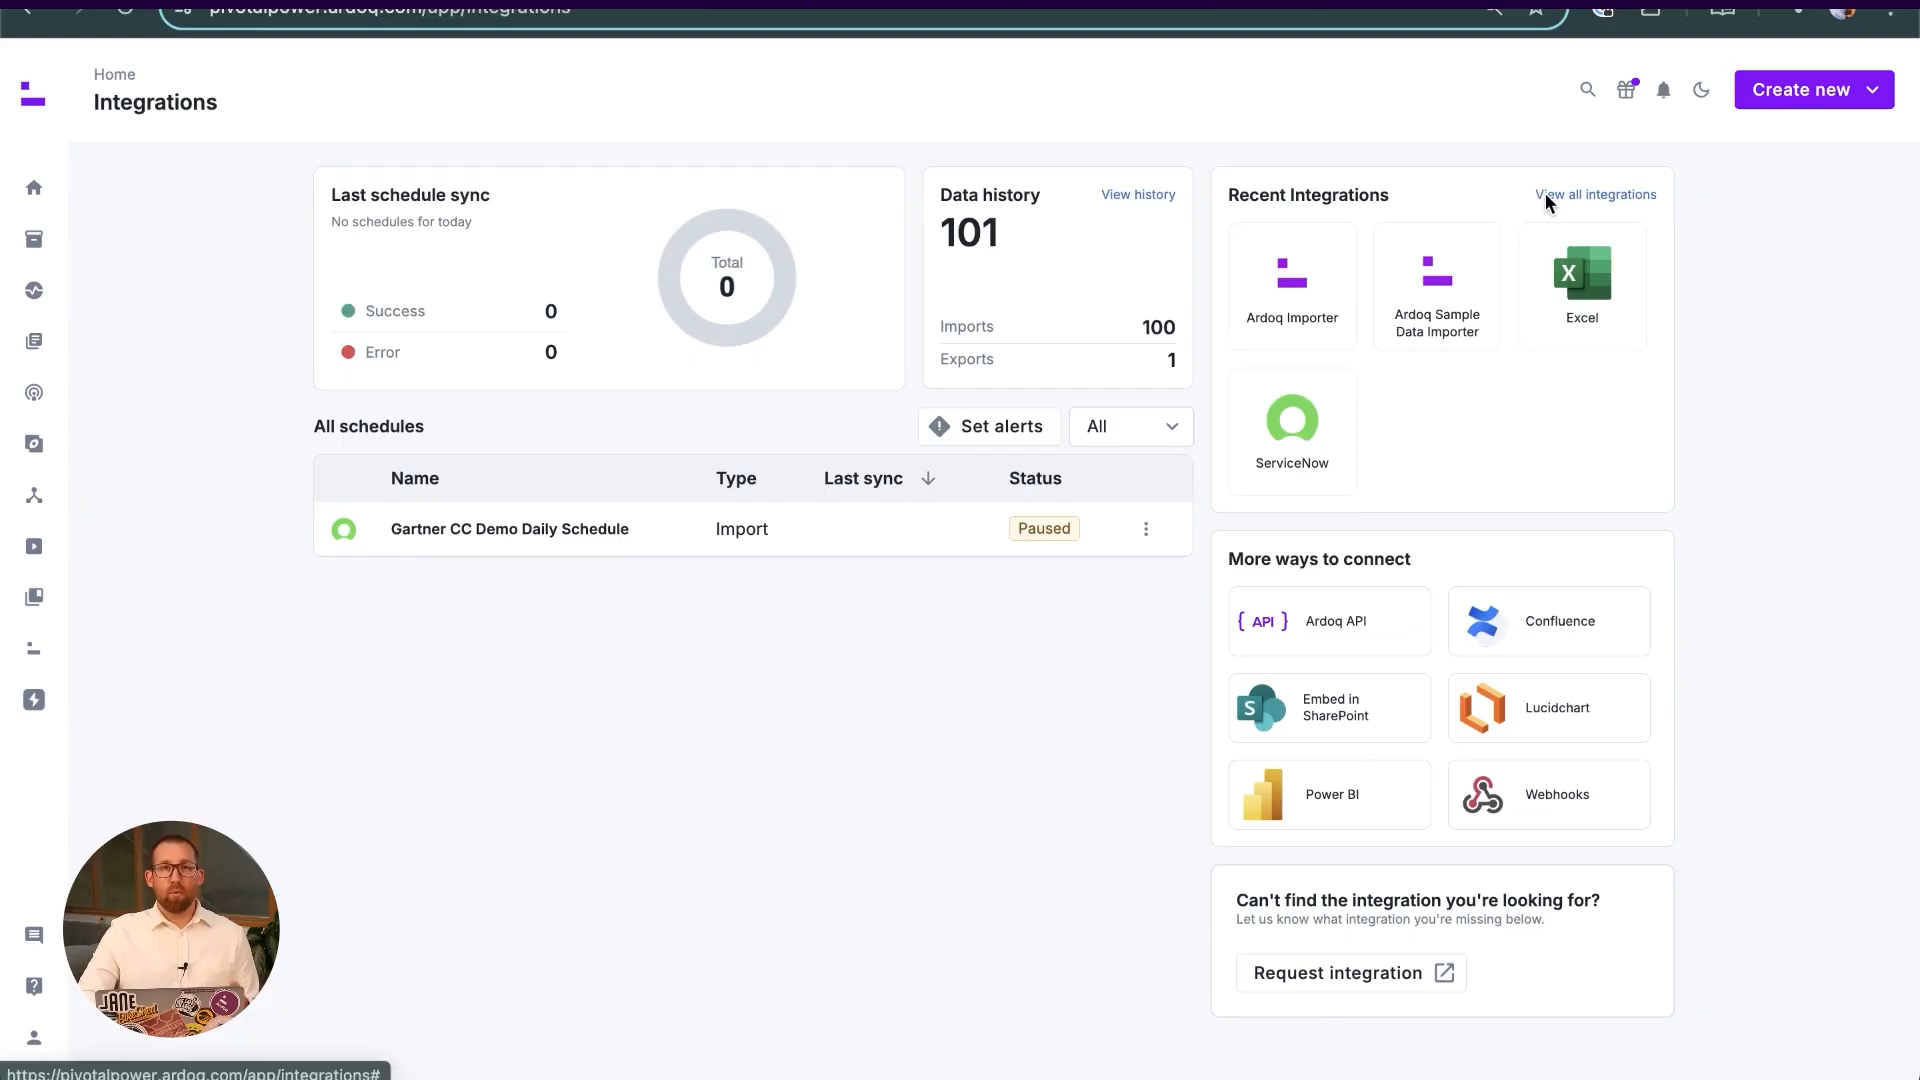 pivotalpower.ardoq.com/app/integrations
Home
Integrations
Create new
Last schedule sync
No schedules for today
Success 0
Error 0
Total
0
Data history
View history
101
Imports 100
Exports 1
Recent Integrations
View all integrations
Ardoq Importer
Ardoq Sample
Data Importer
X
Excel
ServiceNow
All schedules
Set alerts
All
Name Type Last sync Status
Gartner CC Demo Daily Schedule Import Paused
More ways to connect
{ API } Ardoq API
Confluence
S
Embed in
SharePoint
Lucidchart
Power BI
Webhooks
Can't find the integration you're looking for?
Let us know what integration you're missing below.
Request integration
JANE
https://pivotalpower.ardoq.com/app/integrations#